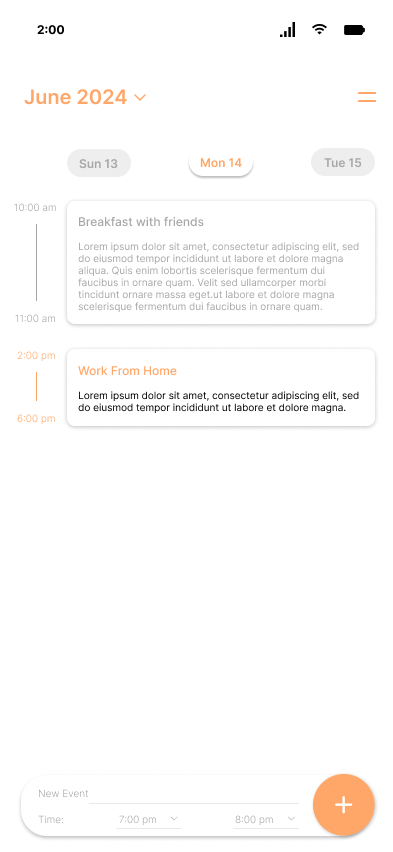 2:00
June 2024
Sun 13
Mon 14
Tue 15
10:00 am
Breakfast with friends
Lorem ipsum dolor sit amet, consectetur adipiscing elit, sed
do eiusmod tempor incididunt ut labore et dolore magna
aliqua. Quis enim lobortis scelerisque fermentum dui
faucibus in ornare quam. Velit sed ullamcorper morbi
tincidunt ornare massa eget.ut labore et dolore magna
scelerisque fermentum dui faucibus in ornare quam.
11:00 am
2:00 pm
Work From Home
Lorem ipsum dolor sit amet, consectetur adipiscing elit, sed
do eiusmod tempor incididunt ut labore et dolore magna.
6:00 pm
New Event
Time:
7:00 pm
8:00 pm